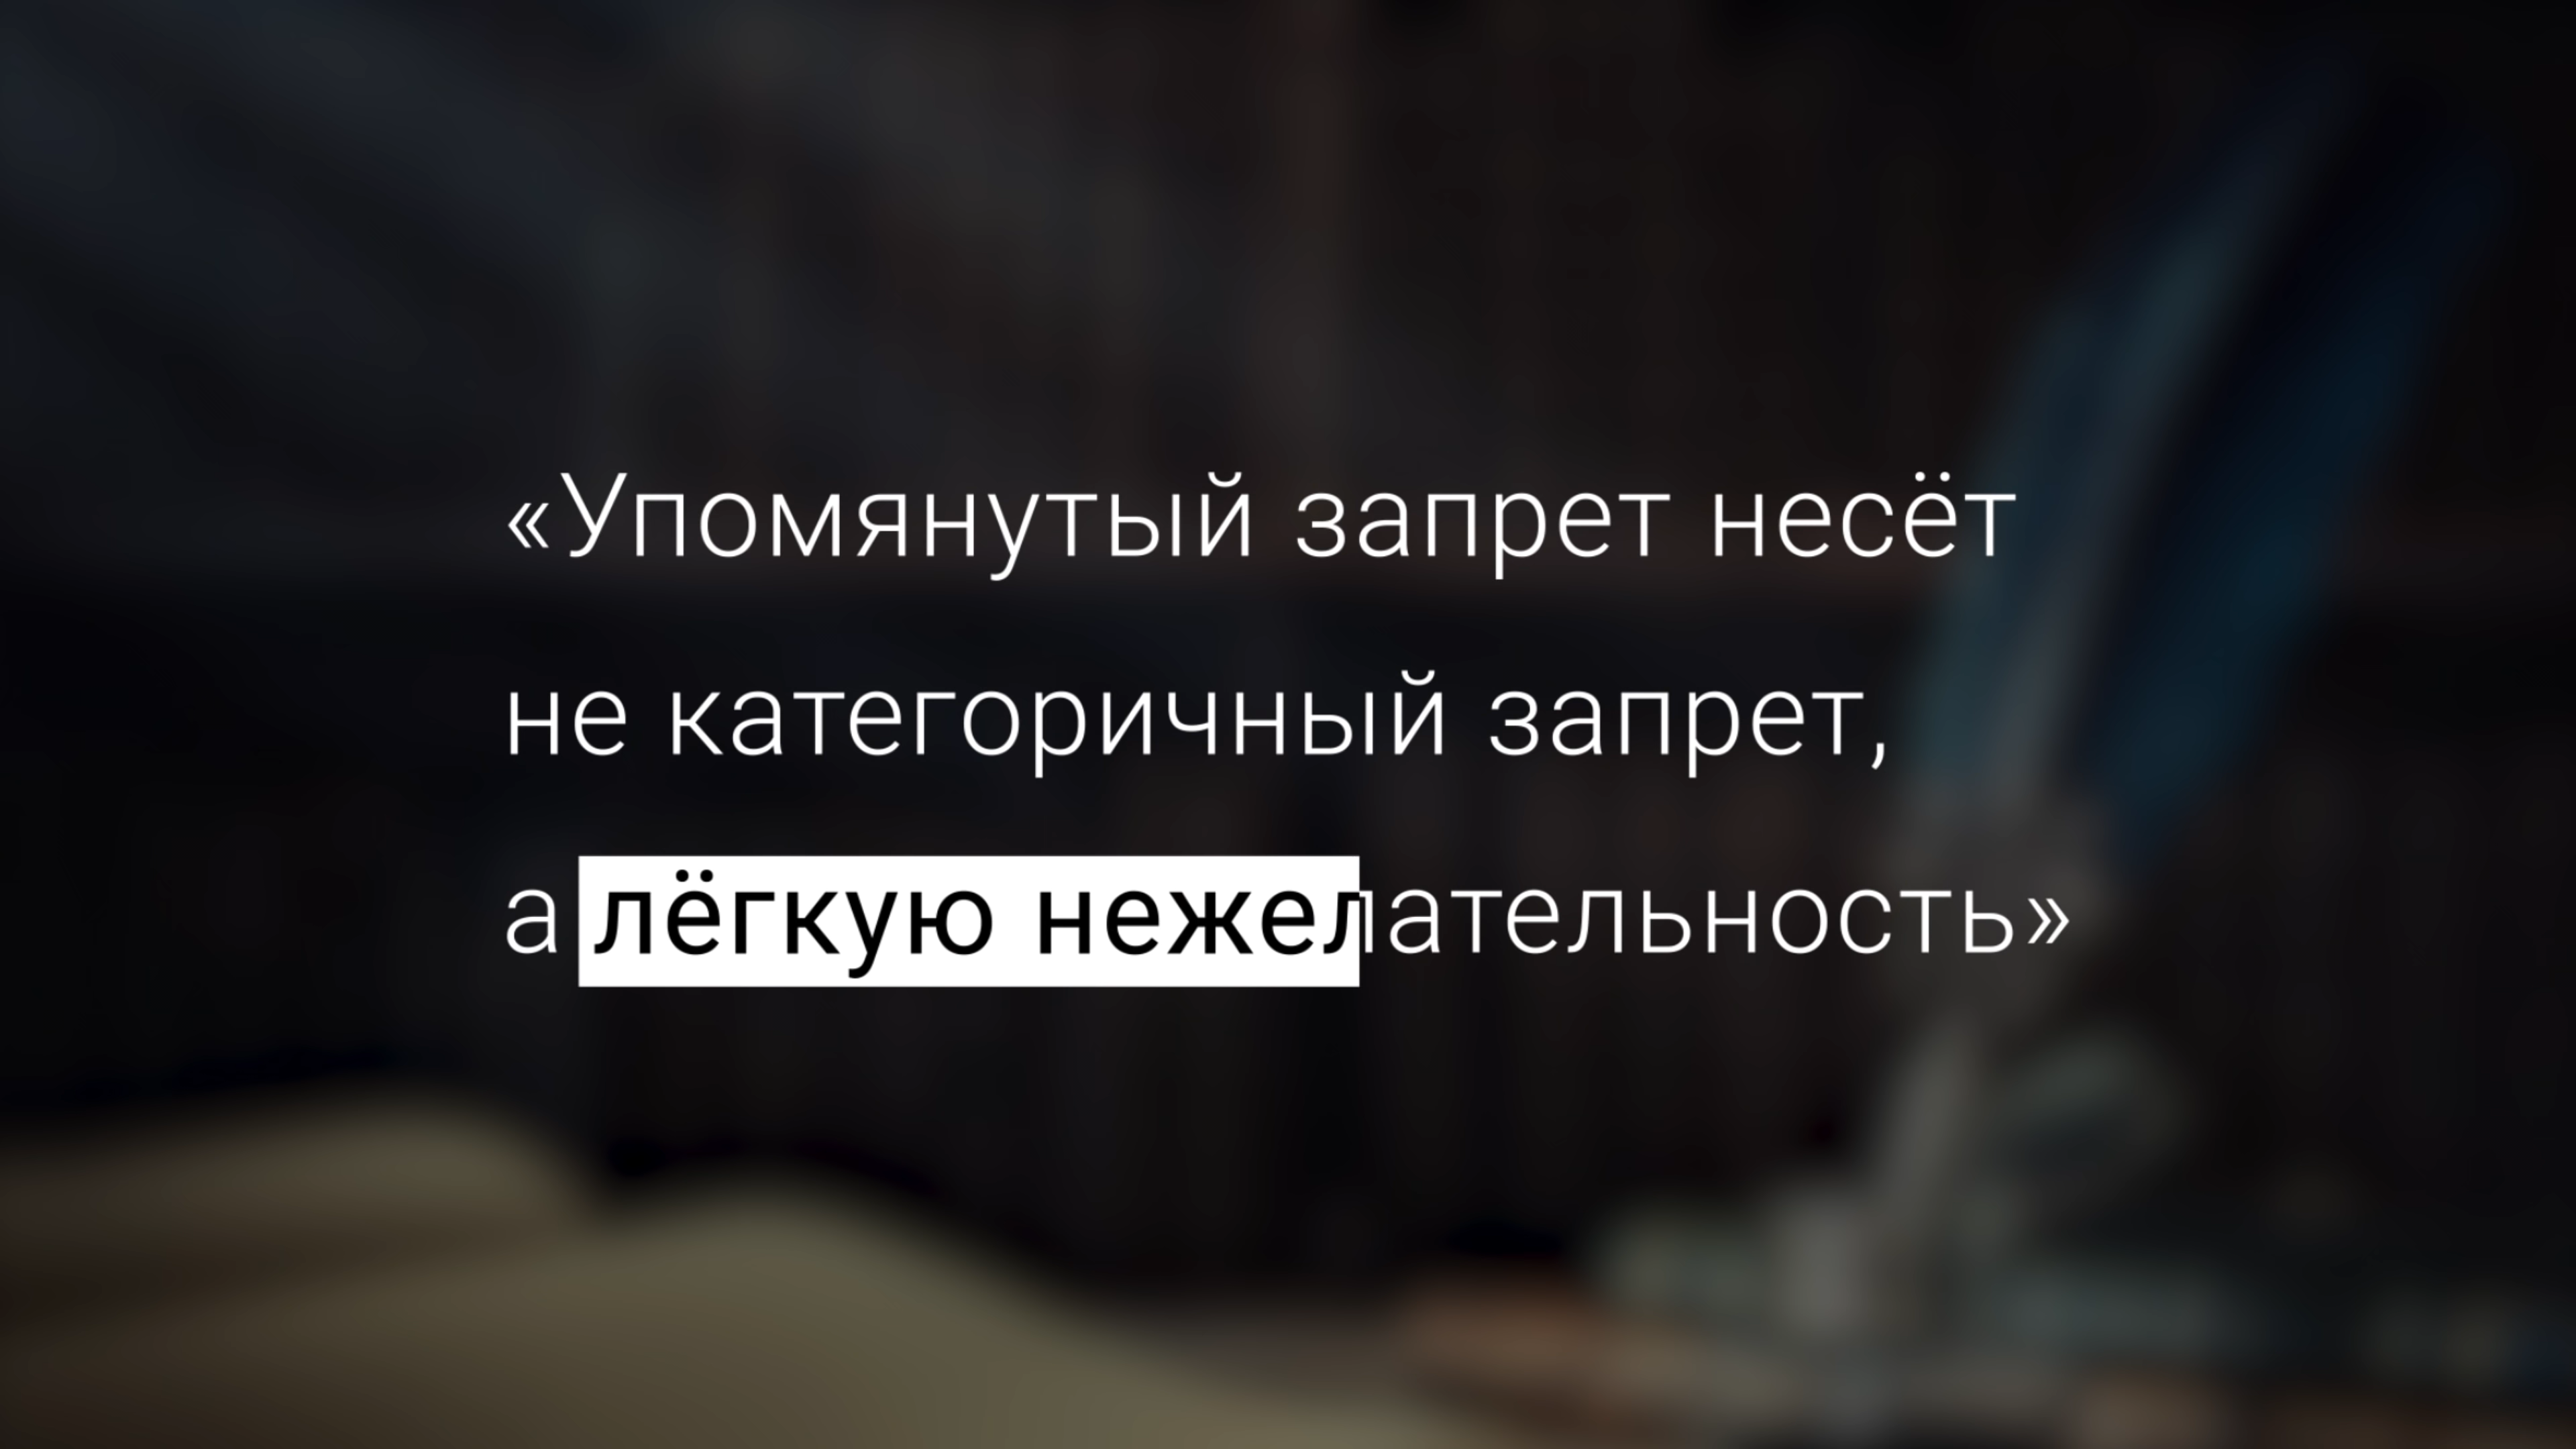 «Упомянутый запрет несёт
не категоричный запрет,
а лёгкую нежелательность»